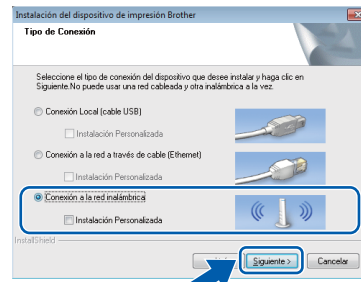 Instalación del dispositivo de impresión Brother
Tipo de Conexión
Seleccione el tipo de conexión del dispositivo que desee instalar y haga clic en
Siguiente.No puede usar una red cableada y otra inalámbrica a la vez.
Conexión Local (cable USB)
Instalación Personalizada
Conexión a la red a través de cable (Ethernet)
Instalación Personalizada
Conexión a la red inalámbrica
Instalación Personalizada
InstallShield
Siguiente >
Cancelar